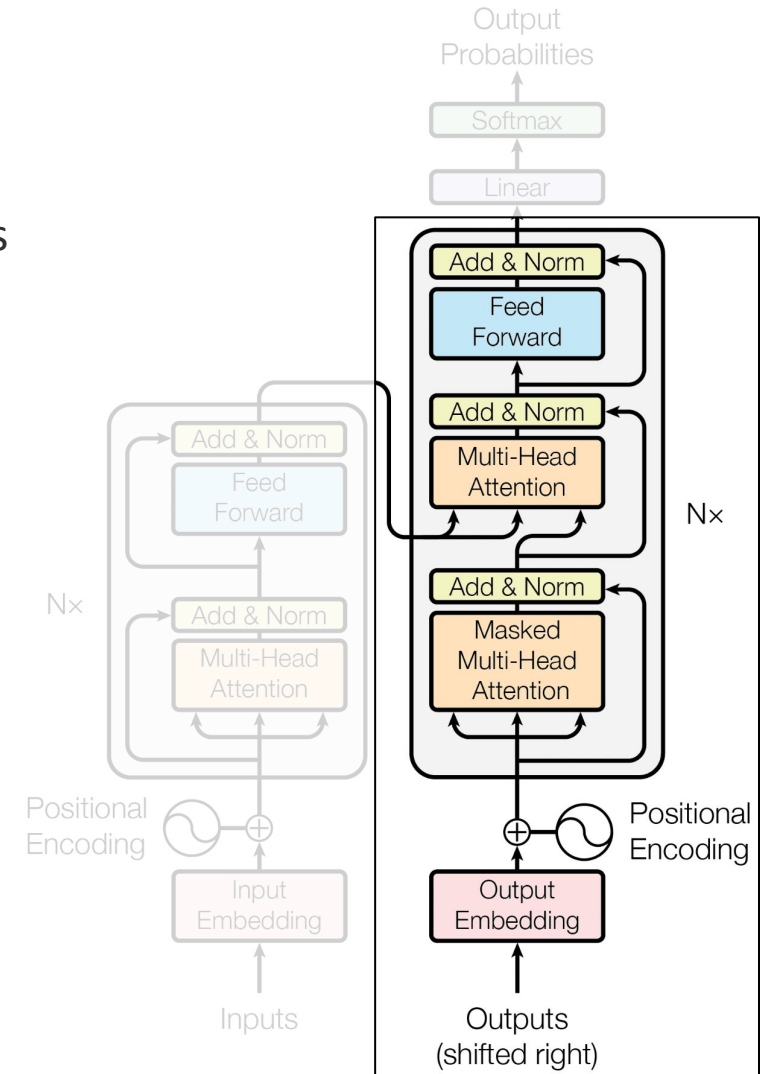 Output
Probabilities
Softmax
Linear
s
Add & Norm
Feed
Forward
Add & Norm
Multi-Head
Attention
N×
Add & Norm
Masked
Multi-Head
Attention
Add & Norm
Feed
Forward
N×
Add & Norm
Multi-Head
Attention
Positional
Encoding
Positional
Encoding
Input
Embedding
Output
Embedding
Inputs
Outputs
(shifted right)